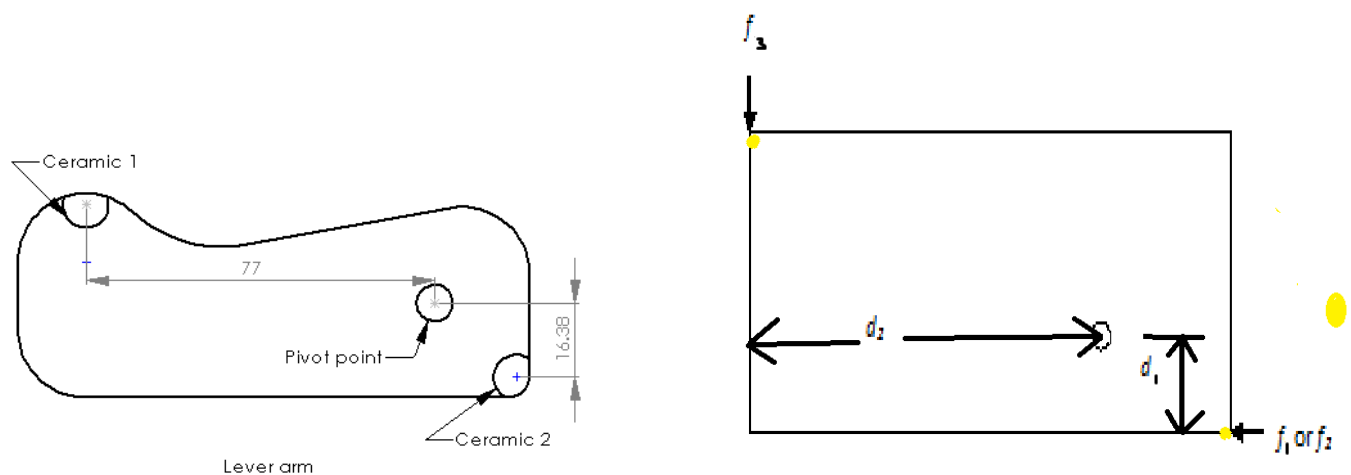 Ceramic 1
77
Pivot point
16.38
Ceramic 2
Lever arm
f₃
d₂
d₁
f₁ or f₂